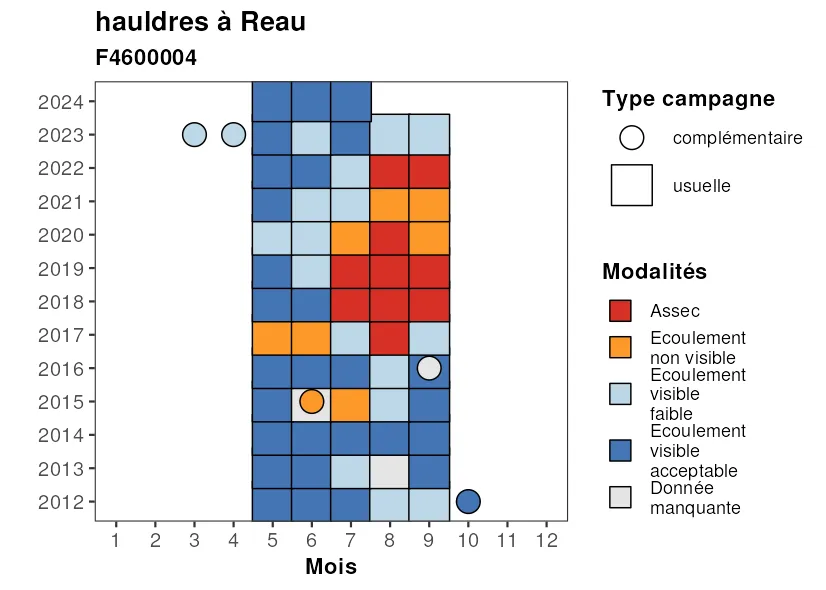 hauldres à Reau
F4600004
2024
2023
2022
2021
2020
2019
2018
2017
2016
2015
2014
2013
2012
1 2 3 4 5 6 7 8 9 10 11 12
Mois
Type campagne
complémentaire
usuelle
Modalités
Assec
Ecoulement
non visible
Ecoulement
visible
faible
Ecoulement
visible
acceptable
Donnée
manquante